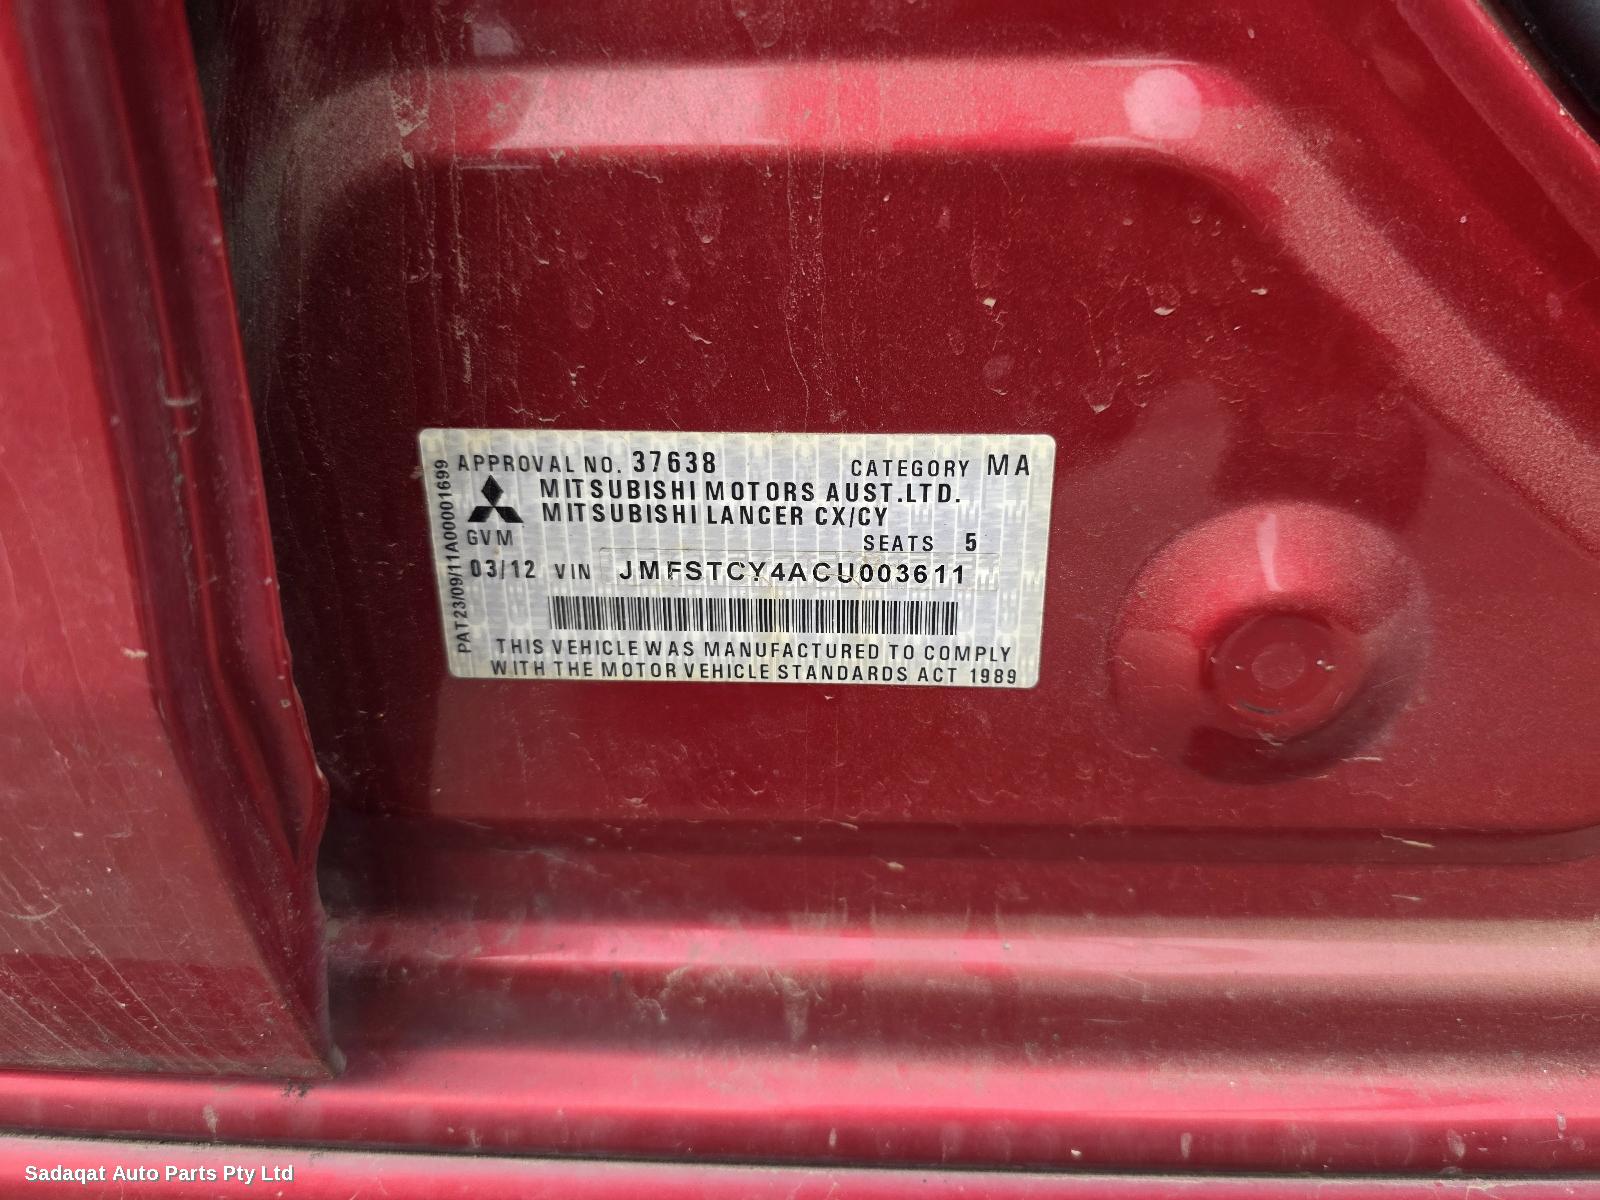 APPROVAL NO. 37638 CATEGORY MA
MITSUBISHI MOTORS AUST.LTD.
MITSUBISHI LANCER CX/CY
GVM SEATS 5
03/12 VIN JMFSTCY4ACU003611
THIS VEHICLE WAS MANUFACTURED TO COMPLY
WITH THE MOTOR VEHICLE STANDARDS ACT 1989
PAT23/09/11A00001699
Sadaqat Auto Parts Pty Ltd